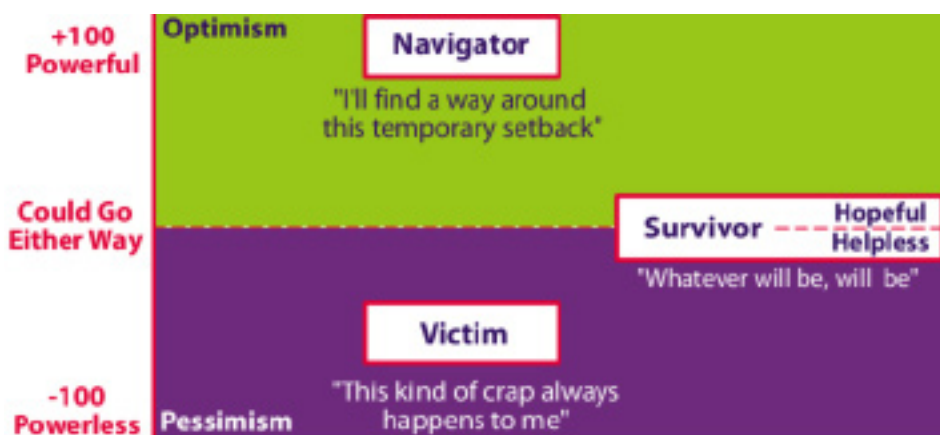 +100
Powerful
Optimism
Navigator
"I'll find a way around
this temporary setback"
Could Go
Either Way
Survivor
Hopeful
Helpless
"Whatever will be, will be"
Victim
"This kind of crap always
happens to me"
-100
Powerless
Pessimism